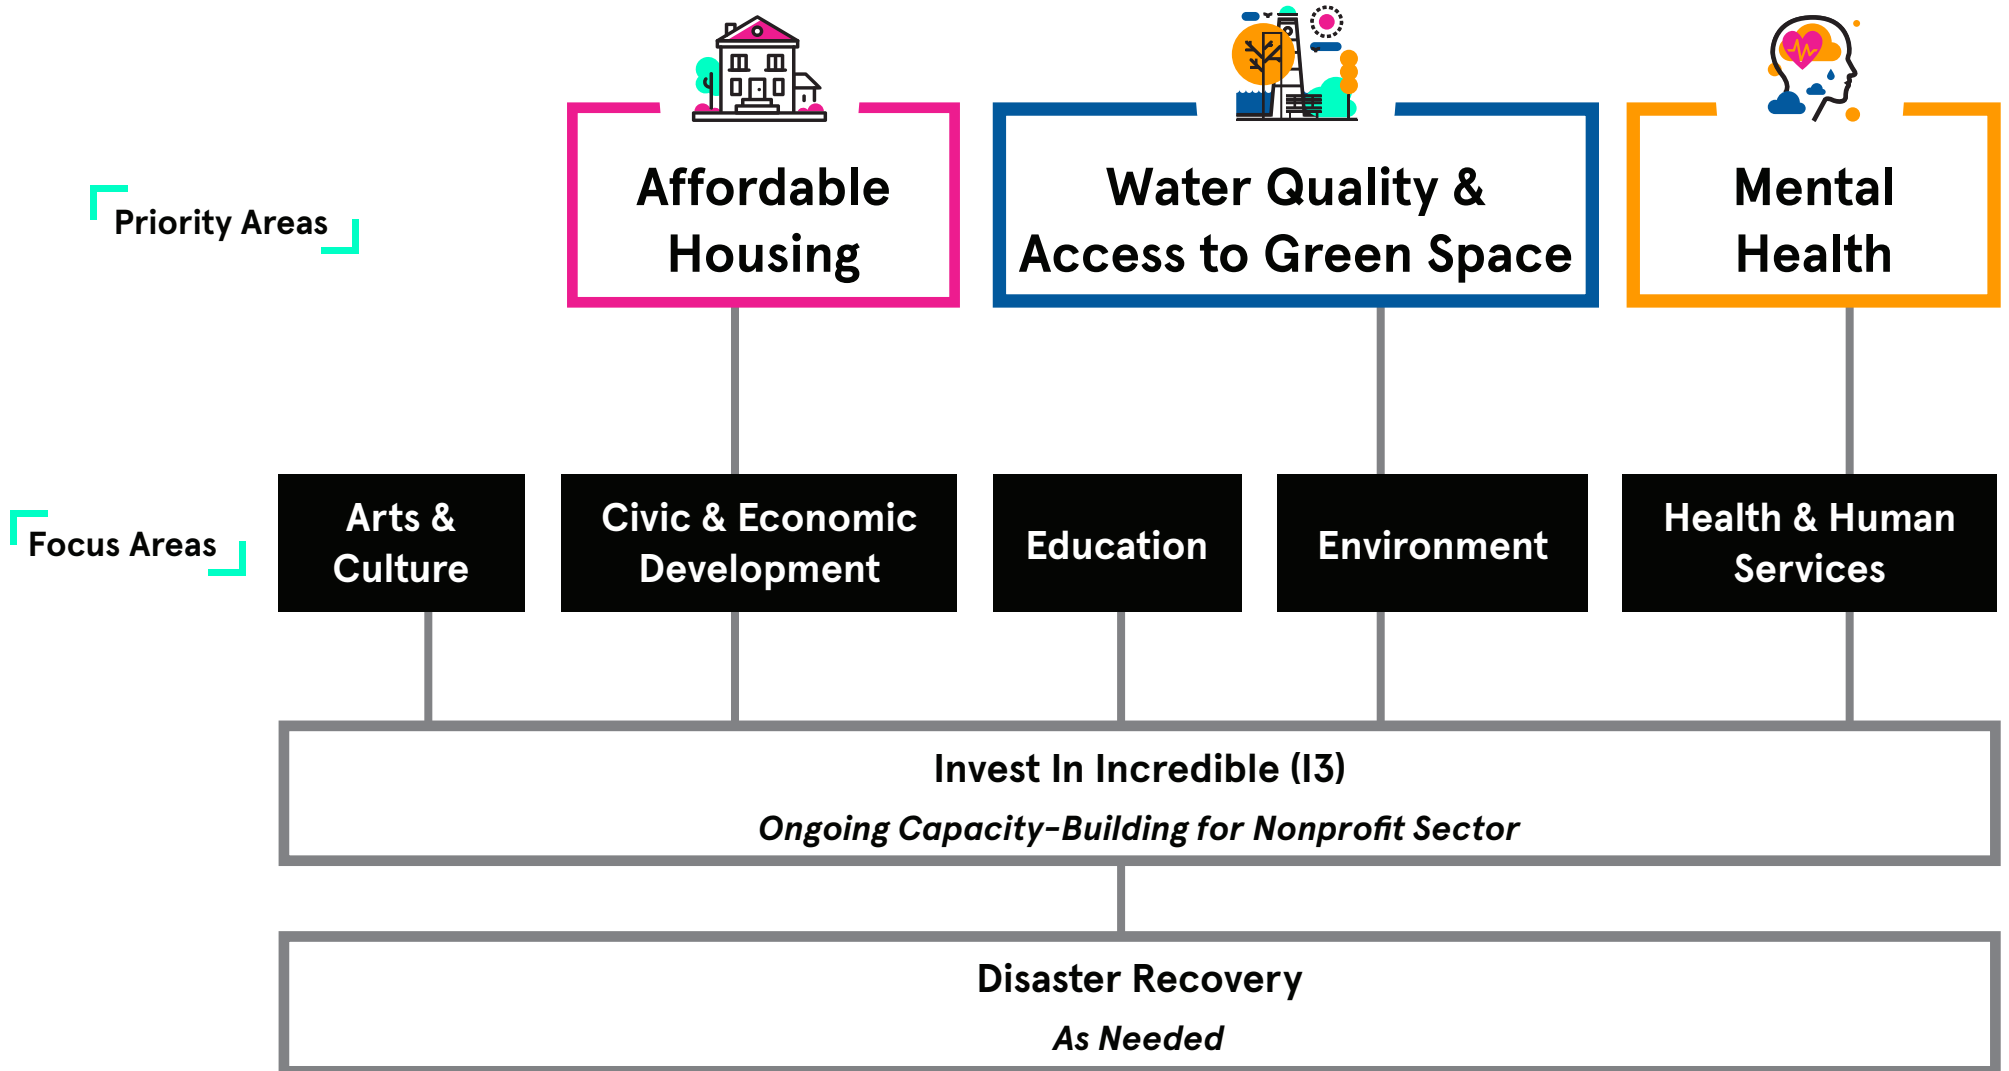 Priority Areas
Affordable
Housing
Water Quality &
Access to Green Space
Mental
Health
Focus Areas
Arts &
Culture
Civic & Economic
Development
Education
Environment
Health & Human
Services
Invest In Incredible (I3)
Ongoing Capacity-Building for Nonprofit Sector
Disaster Recovery
As Needed